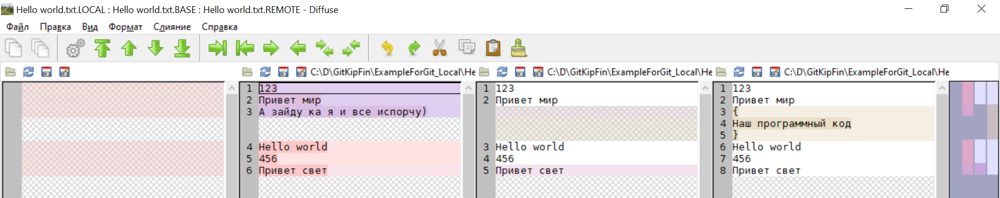 Hello world.txt.LOCAL : Hello world.txt.BASE : Hello world.txt.REMOTE - Diffuse
Файл Правка Вид Формат Слияние Справка
C:\D\GitKipFin\ExampleForGit_Local\He C:\D\GitKipFin\ExampleForGit_Local\He C:\D\GitKipFin\ExampleForGit_Local\He
1 123
2 Привет мир
3 А зайду ка я и все испорчу)
4 Hello world
5 456
6 Привет свет
1 123
2 Привет мир
3 Hello world
4 456
5 Привет свет
1 123
2 Привет мир
3 {
4 Наш программный код
5 }
6 Hello world
7 456
8 Привет свет